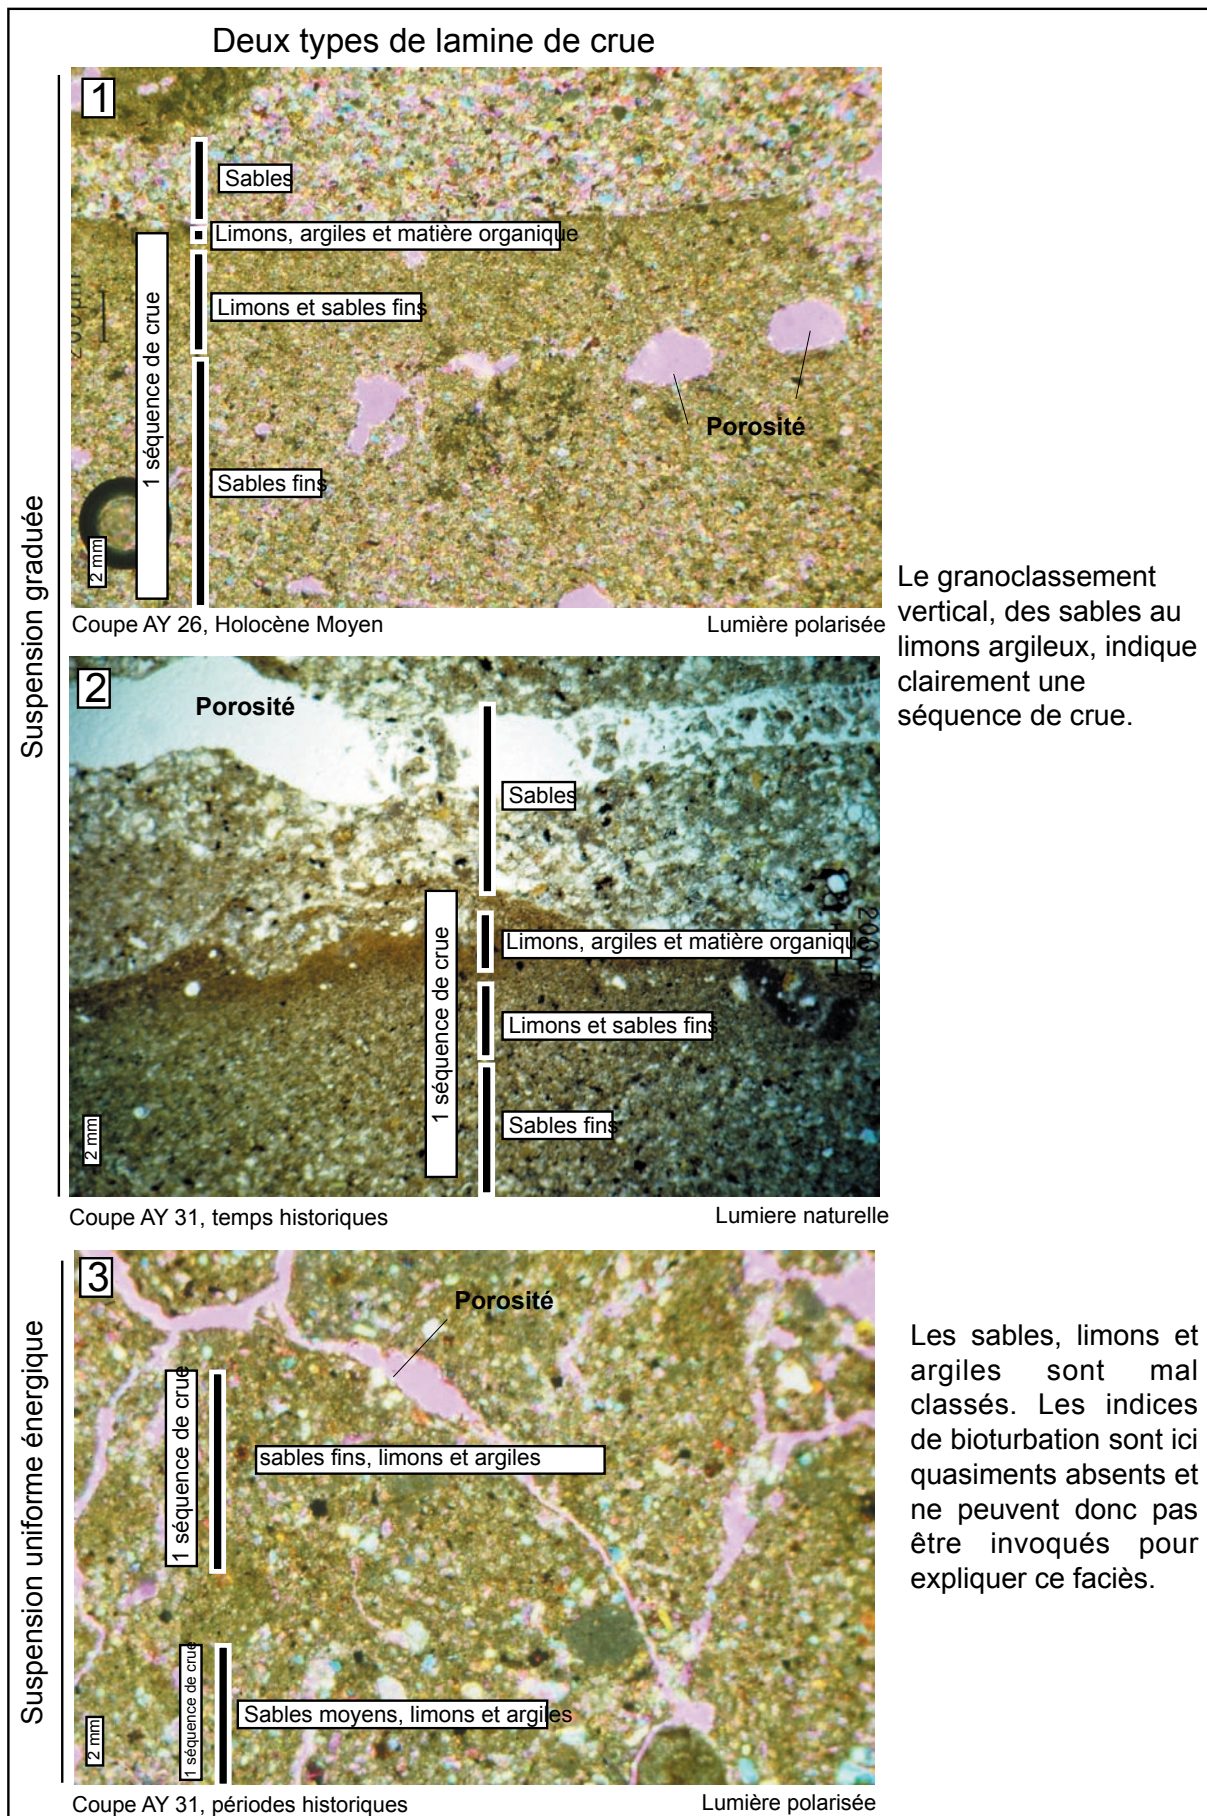 Deux types de lamine de crue
Suspension graduée
1
Sables
Limons, argiles et matière organique
Limons et sables fins
1 séquence de crue
200µm
Porosité
Sables fins
2 mm
Coupe AY 26, Holocène Moyen
Lumière polarisée
Le granoclassement
vertical, des sables au
limons argileux, indique
clairement une
séquence de crue.
2
Porosité
Sables
1 séquence de crue
Limons, argiles et matière organique
200µm
Limons et sables fins
Sables fins
2 mm
Coupe AY 31, temps historiques
Lumiere naturelle
Suspension uniforme énergique
3
Porosité
1 séquence de crue
sables fins, limons et argiles
1 séquence de crue
Sables moyens, limons et argiles
2 mm
Coupe AY 31, périodes historiques
Lumière polarisée
Les sables, limons et
argiles sont mal
classés. Les indices
de bioturbation sont ici
quasiments absents et
ne peuvent donc pas
être invoqués pour
expliquer ce faciès.